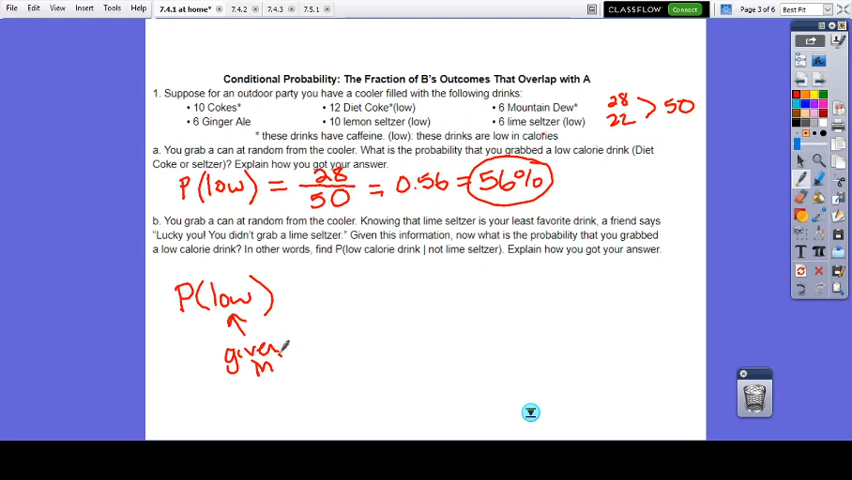 File Edit View Insert Tools Help 7.4.1 at home* 7.4.2 7.4.3 7.5.1 CLASSFLOW Connect Page 3 of 6 Best Fit
Conditional Probability: The Fraction of B's Outcomes That Overlap with A
1. Suppose for an outdoor party you have a cooler filled with the following drinks:
• 10 Cokes* • 12 Diet Coke*(low) • 6 Mountain Dew*
• 6 Ginger Ale • 10 lemon seltzer (low) • 6 lime seltzer (low)
28
22 > 50
* these drinks have caffeine. (low): these drinks are low in calories
a. You grab a can at random from the cooler. What is the probability that you grabbed a low calorie drink (Diet
Coke or seltzer)? Explain how you got your answer.
P(low) = 28/50 = 0.56 = 56%
b. You grab a can at random from the cooler. Knowing that lime seltzer is your least favorite drink, a friend says
“Lucky you! You didn't grab a lime seltzer.” Given this information, now what is the probability that you grabbed
a low calorie drink? In other words, find P(low calorie drink | not lime seltzer). Explain how you got your answer.
P(low )
given